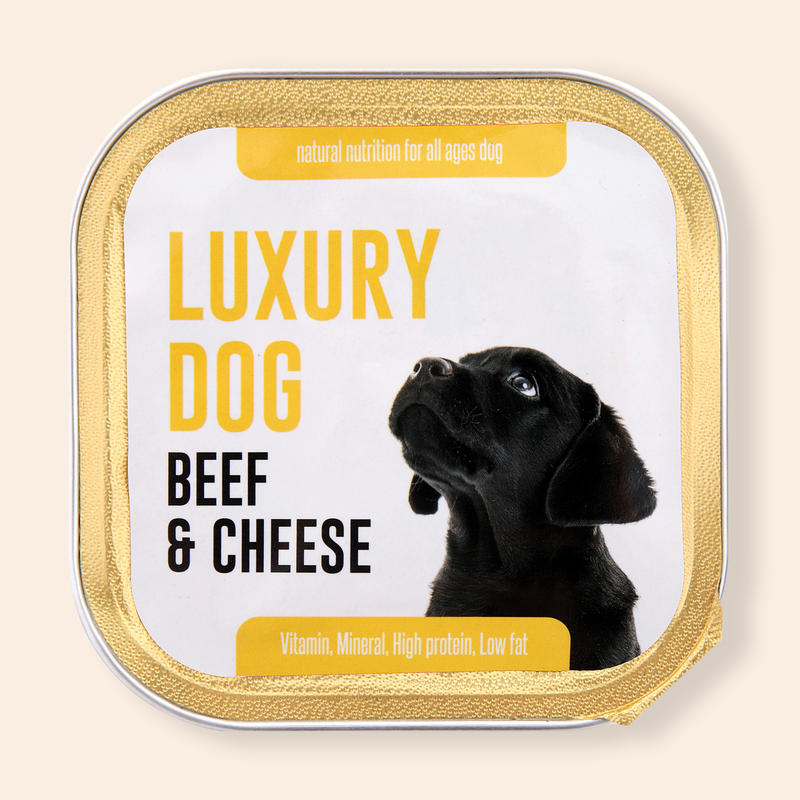 natural nutrition for all ages dog
LUXURY
DOG
BEEF
& CHEESE
Vitamin, Mineral, High protein, Low fat